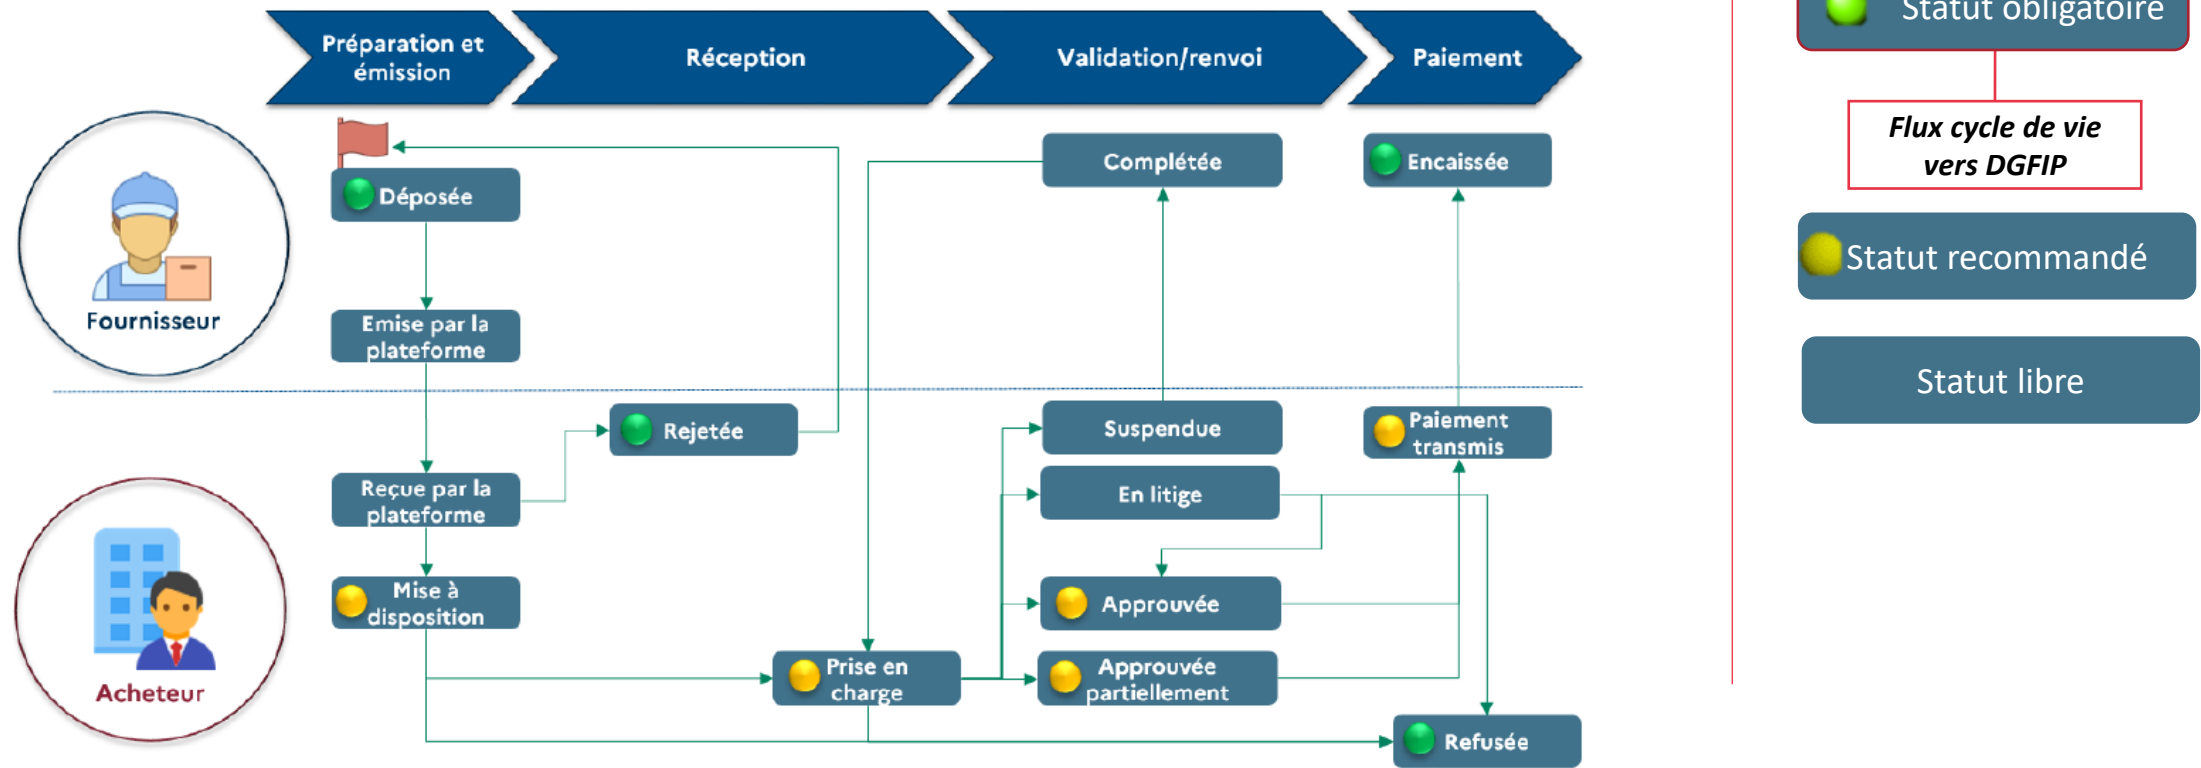 Préparation et
émission
Réception
Validation/renvoi
Paiement
Statut obligatoire
Flux cycle de vie
vers DGFIP
Statut recommandé
Statut libre
Fournisseur
Déposée
Complétée
Encaissée
Emise par la
plateforme
Rejetée
Suspendue
Paiement
transmis
Reçue par la
plateforme
En litige
Acheteur
Mise à
disposition
Approuvée
Prise en
charge
Approuvée
partiellement
Refusée